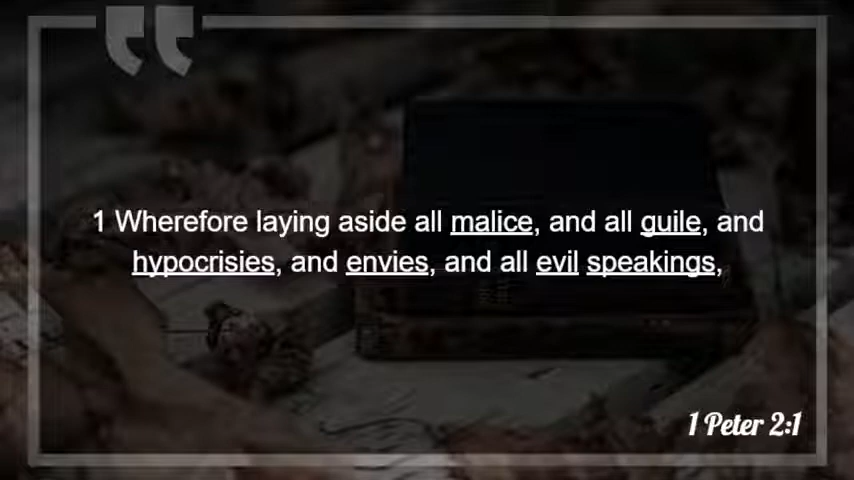 1 Wherefore laying aside all malice, and all guile, and
hypocrisies, and envies, and all evil speakings,
1 Peter 2:1